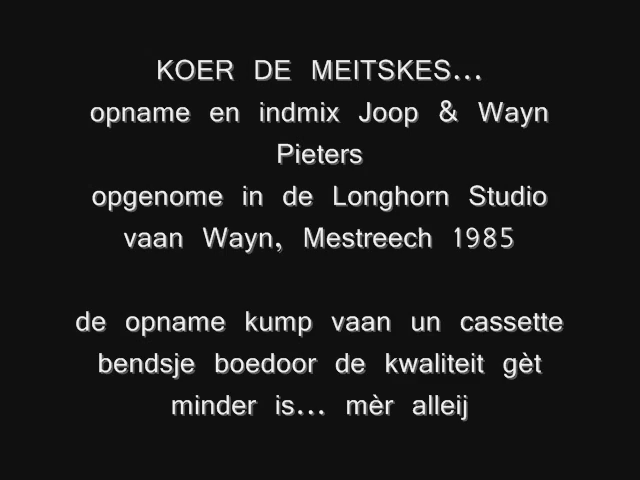 KOER DE MEITSKES...
opname en indmix Joop & Wayn
Pieters
opgenome in de Longhorn Studio
vaan Wayn, Mestreech 1985
de opname kump vaan un cassette
bendsje boedoor de kwaliteit gèt
minder is... mèr alleij